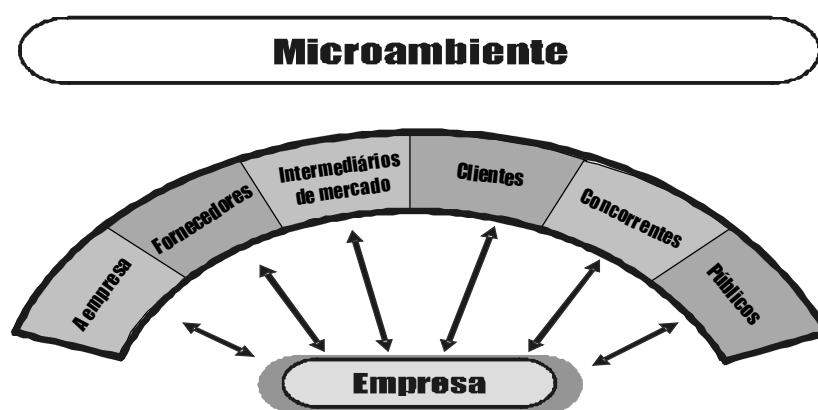 Microambiente
A empresa
Fornecedores
Intermediários
de mercado
Clientes
Concorrentes
Públicos
Empresa